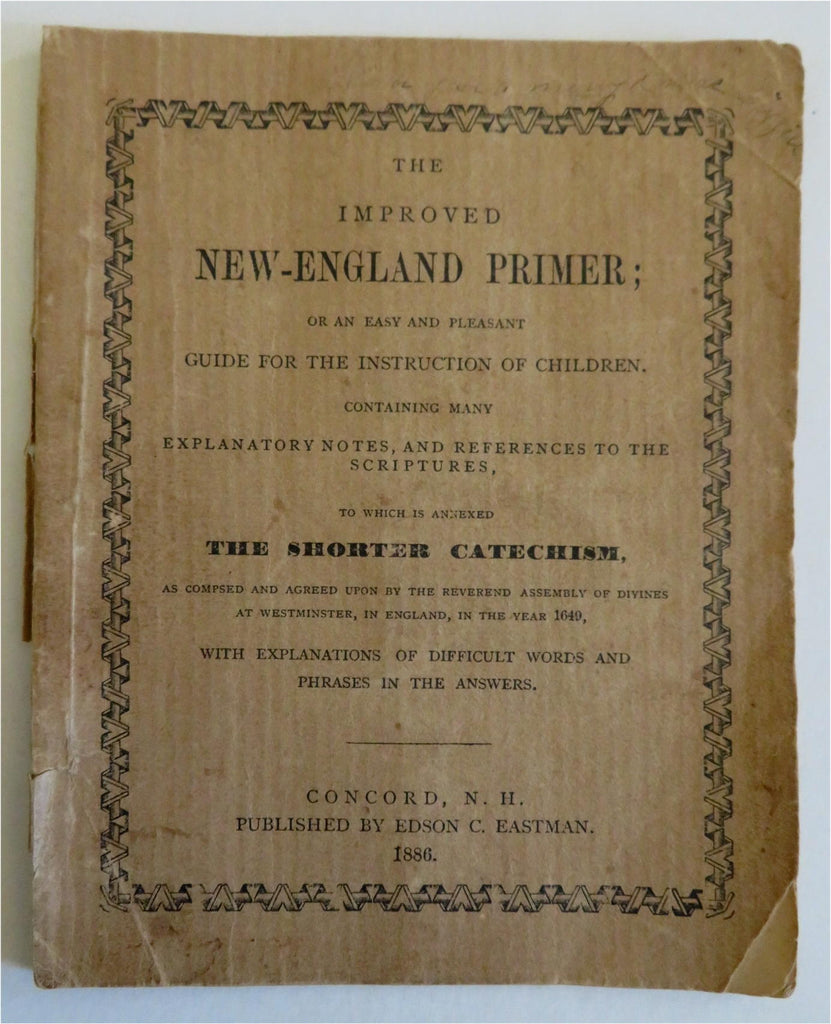 THE
IMPROVED
NEW-ENGLAND PRIMER;
OR AN EASY AND PLEASANT
GUIDE FOR THE INSTRUCTION OF CHILDREN.
CONTAINING MANY
EXPLANATORY NOTES, AND REFERENCES TO THE
SCRIPTURES,
TO WHICH IS ANNEXED
THE SHORTER CATECHISM,
AS COMPSED AND AGREED UPON BY THE REVEREND ASSEMBLY OF DIVINES
AT WESTMINSTER, IN ENGLAND, IN THE YEAR 1649,
WITH EXPLANATIONS OF DIFFICULT WORDS AND
PHRASES IN THE ANSWERS.
CONCORD, N. H.
PUBLISHED BY EDSON C. EASTMAN.
1886.